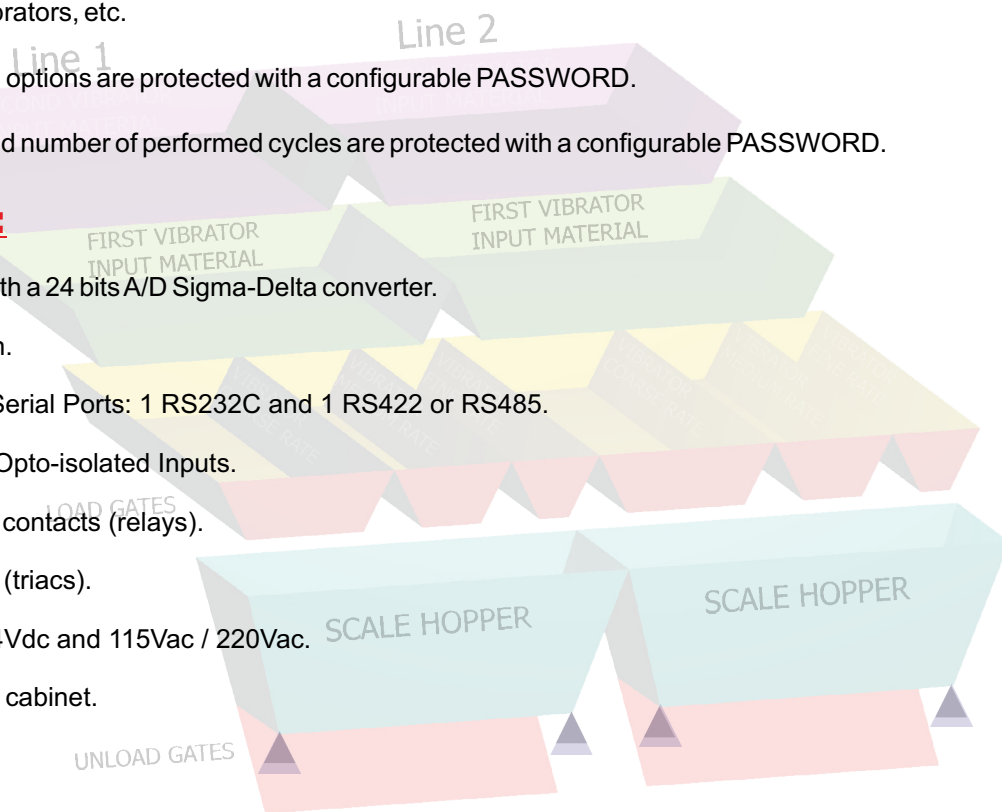 orators, etc.
Line 1
Line 2
options are protected with a configurable PASSWORD.
d number of performed cycles are protected with a configurable PASSWORD.
:
FIRST VIBRATOR
INPUT MATERIAL
FIRST VIBRATOR
INPUT MATERIAL
th a 24 bits A/D Sigma-Delta converter.
n.
Serial Ports: 1 RS232C and 1 RS422 or RS485.
Opto-isolated Inputs.
LOAD GATES
contacts (relays).
(triacs).
SCALE HOPPER
SCALE HOPPER
4Vdc and 115Vac / 220Vac.
cabinet.
UNLOAD GATES